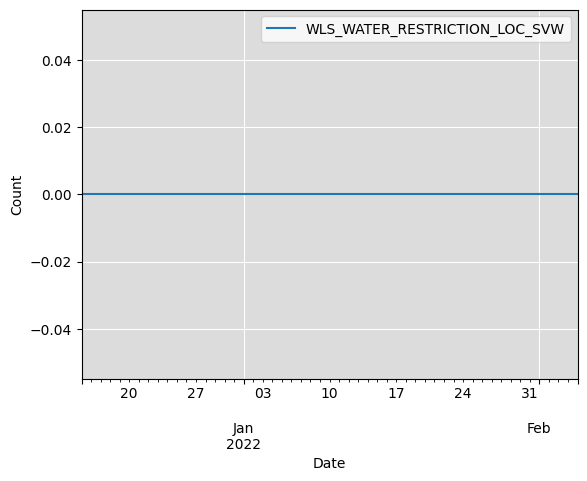 WLS_WATER_RESTRICTION_LOC_SVW
0.04
0.02
0.00
−0.02
−0.04
Count
20 27 03 10 17 24 31
Jan Feb
2022
Date